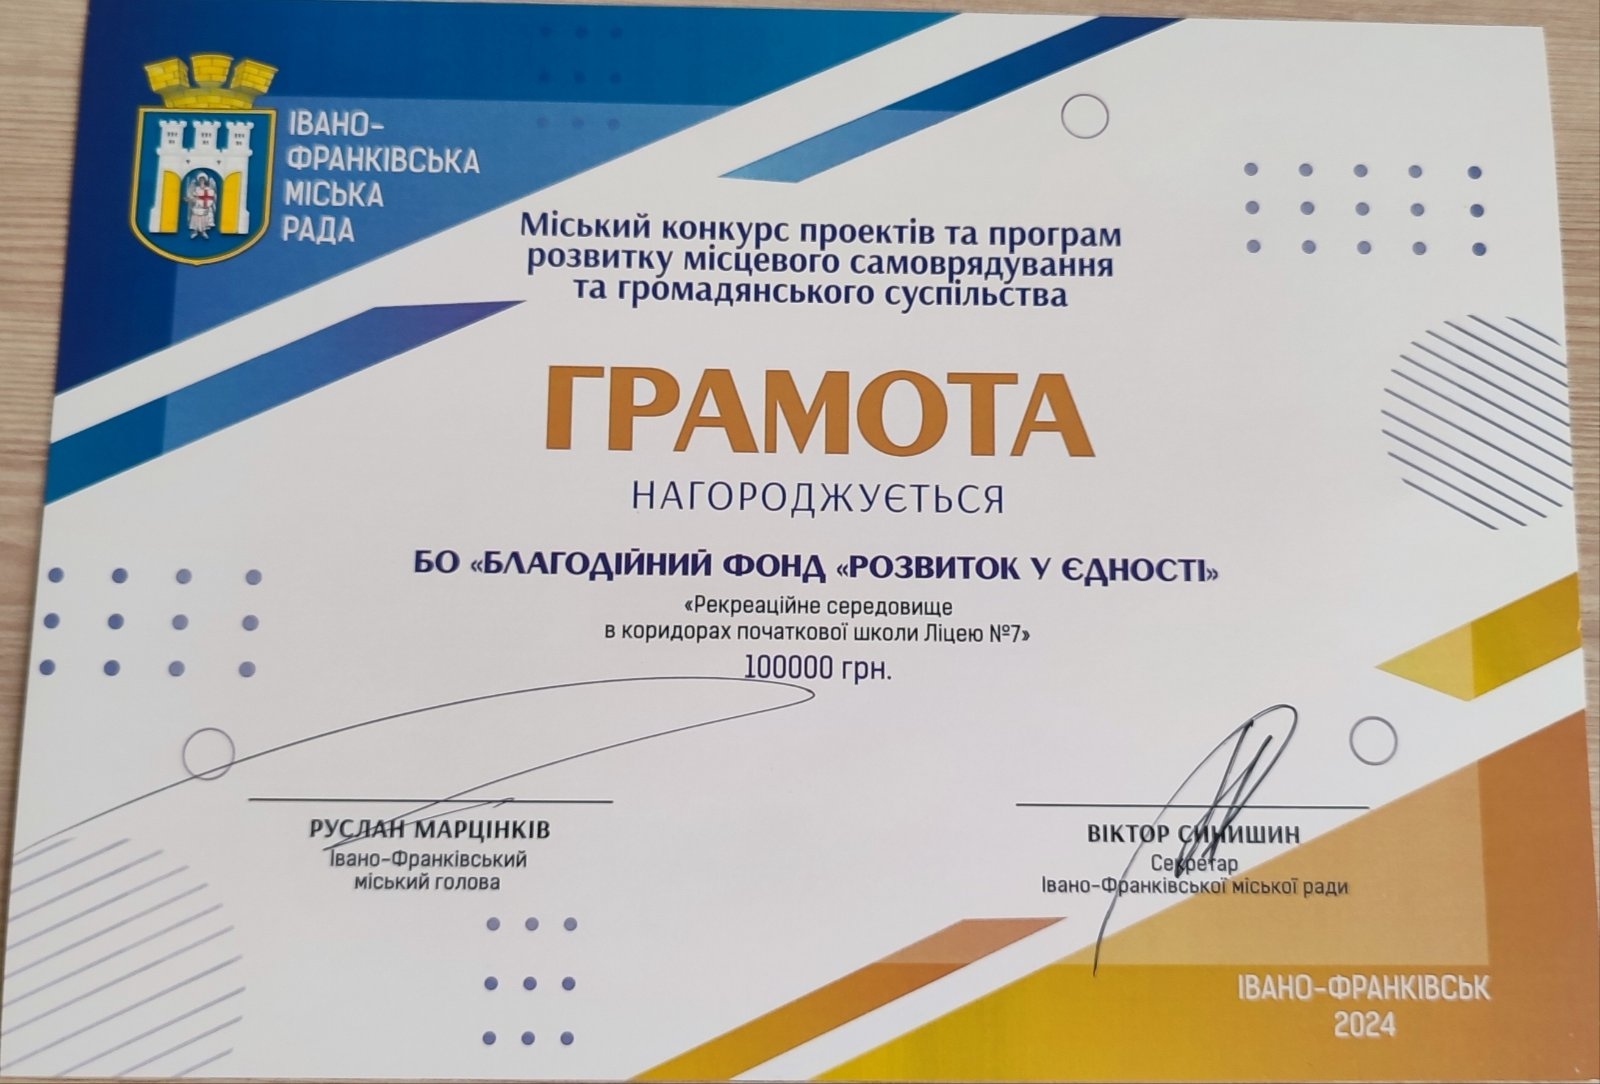 ІВАНО-
ФРАНКІВСЬКА
МІСЬКА
РАДА
Міський конкурс проектів та програм
розвитку місцевого самоврядування
та громадянського суспільства
ГРАМОТА
НАГОРОДЖУЄТЬСЯ
БО «БЛАГОДІЙНИЙ ФОНД «РОЗВИТОК У ЄДНОСТІ»
«Рекреаційне середовище
в коридорах початкової школи Ліцею №7»
100000 грн.
РУСЛАН МАРЦІНКІВ
Івано-Франківський
міський голова
ВІКТОР СИНИШИН
Секретар
Івано-Франківської міської ради
ІВАНО-ФРАНКІВСЬК
2024